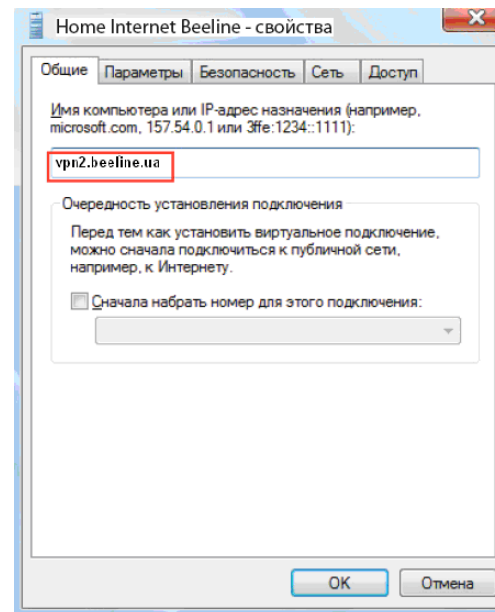 Home Internet Beeline - свойства
Общие Параметры Безопасность Сеть Доступ
Имя компьютера или IP-адрес назначения (например,
microsoft.com, 157.54.0.1 или 3ffe:1234::1111):
vpn2.beeline.ua
Очередность установления подключения
Перед тем как установить виртуальное подключение,
можно сначала подключиться к публичной сети,
например, к Интернету.
Сначала набрать номер для этого подключения:
OK Отмена